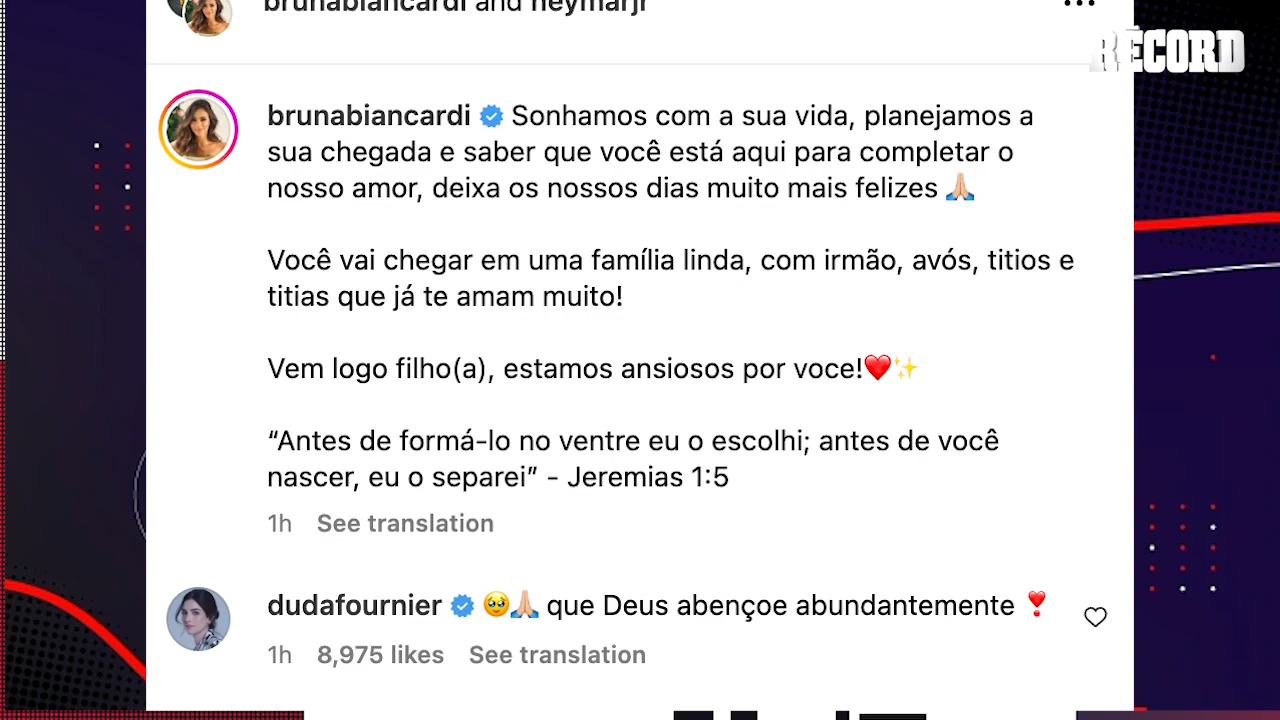 brunabiancardi and neymarjr
RÉCORD
brunabiancardi Sonhamos com a sua vida, planejamos a
sua chegada e saber que você está aqui para completar o
nosso amor, deixa os nossos dias muito mais felizes 🙏🏼
Você vai chegar em uma família linda, com irmão, avós, titios e
titias que já te amam muito!
Vem logo filho(a), estamos ansiosos por voce!❤️✨
“Antes de formá-lo no ventre eu o escolhi; antes de você
nascer, eu o separei” - Jeremias 1:5
1h See translation
dudafournier 🥹🙏🏼 que Deus abençoe abundantemente ❣️
1h 8,975 likes See translation